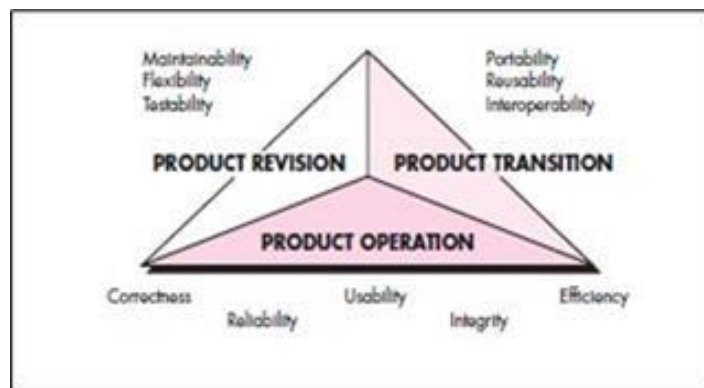 Maintainability
Flexibility
Testability
Portability
Reusability
Interoperability
PRODUCT REVISION
PRODUCT TRANSITION
PRODUCT OPERATION
Correctness
Usability
Efficiency
Reliability
Integrity